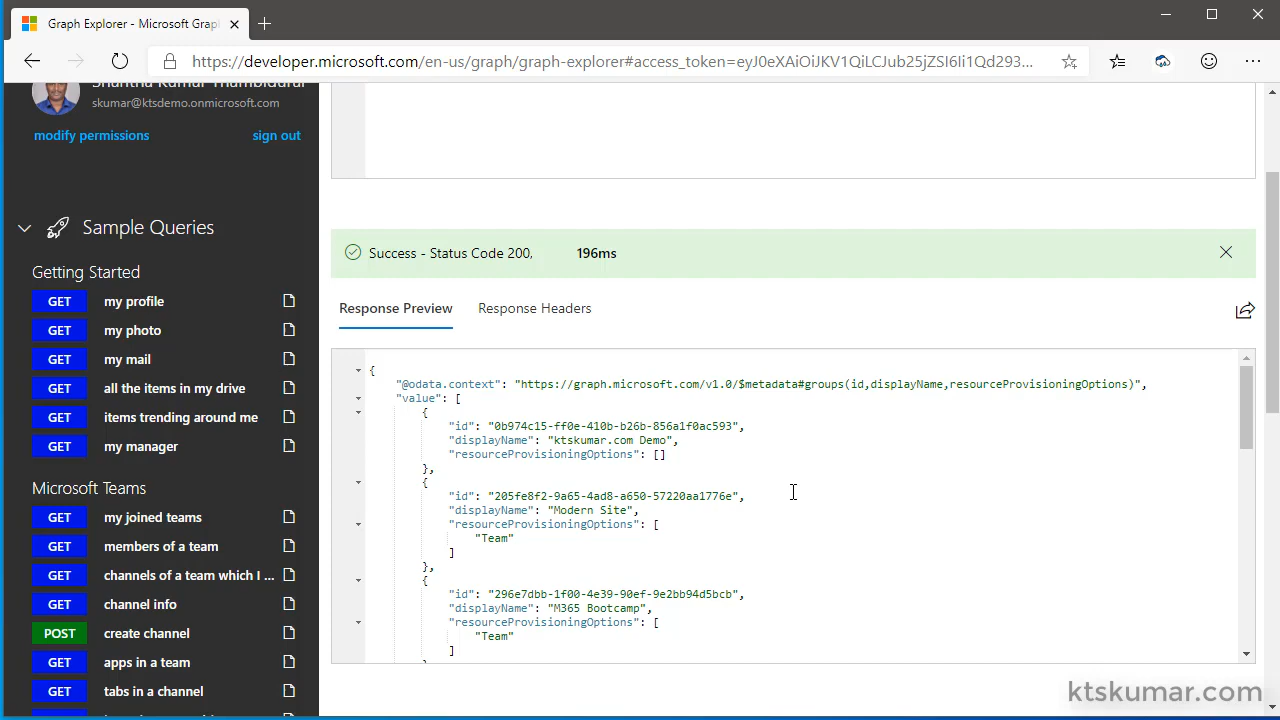 Graph Explorer - Microsoft Grap
https://developer.microsoft.com/en-us/graph/graph-explorer#access_token=eyJ0eXAiOiJKV1QiLCJub25jZSI6Ii1Qd293...
Shantha Kumar Thambidurai
skumar@ktsdemo.onmicrosoft.com
modify permissions
sign out
Sample Queries
Getting Started
GET my profile
GET my photo
GET my mail
GET all the items in my drive
GET items trending around me
GET my manager
Microsoft Teams
GET my joined teams
GET members of a team
GET channels of a team which I ...
GET channel info
POST create channel
GET apps in a team
GET tabs in a channel
Success - Status Code 200, 196ms
Response Preview
Response Headers
{
"@odata.context": "https://graph.microsoft.com/v1.0/$metadata#groups(id,displayName,resourceProvisioningOptions)",
"value": [
{
"id": "0b974c15-ff0e-410b-b26b-856a1f0ac593",
"displayName": "ktskumar.com Demo",
"resourceProvisioningOptions": []
},
{
"id": "205fe8f2-9a65-4ad8-a650-57220aa1776e",
"displayName": "Modern Site",
"resourceProvisioningOptions": [
"Team"
]
},
{
"id": "296e7dbb-1f00-4e39-90ef-9e2bb94d5bcb",
"displayName": "M365 Bootcamp",
"resourceProvisioningOptions": [
"Team"
]
ktskumar.com